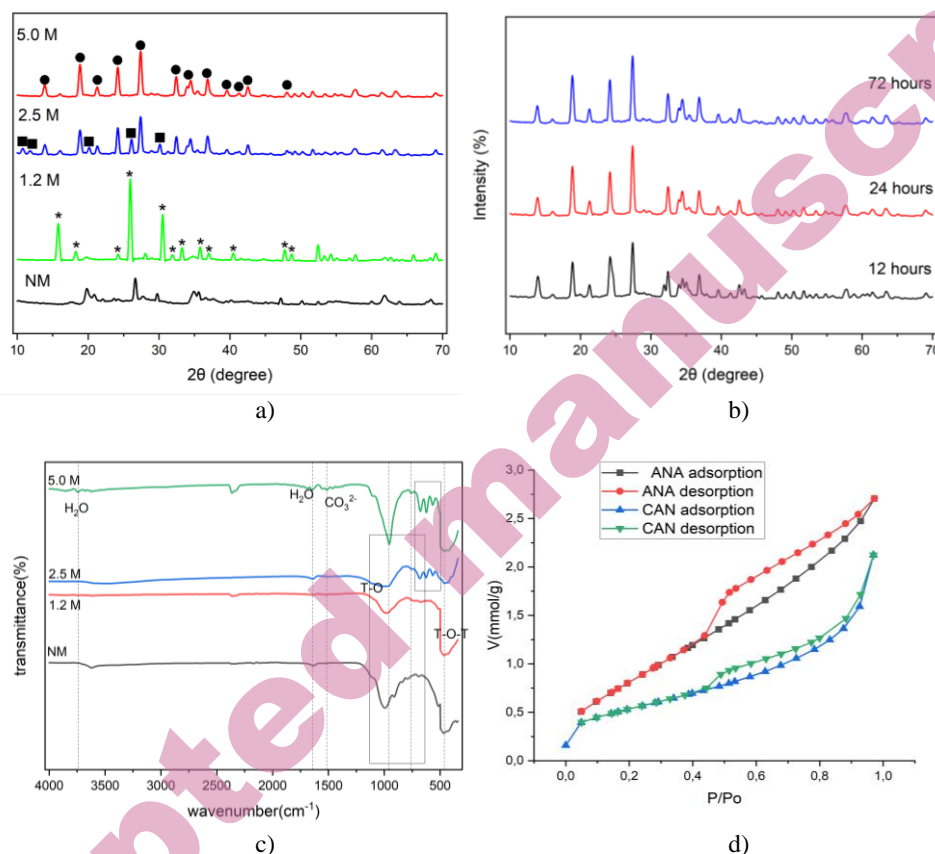 5.0 M
2.5 M
1.2 M
NM
10 20 30 40 50 60 70
2θ (degree)
a)
Intensity (%)
72 hours
24 hours
12 hours
10 20 30 40 50 60 70
2θ (degree)
b)
transmittance(%)
5.0 M
H₂O
H₂O
CO₃²⁻
2.5 M
T-O
1.2 M
T-O-T
NM
4000 3500 3000 2500 2000 1500 1000 500
wavenumber(cm⁻¹)
c)
ANA adsorption
ANA desorption
CAN adsorption
CAN desorption
V(mmol/g)
3,0
2,5
2,0
1,5
1,0
0,5
0,0
0,0 0,2 0,4 0,6 0,8 1,0
P/Po
d)
pted manuscr